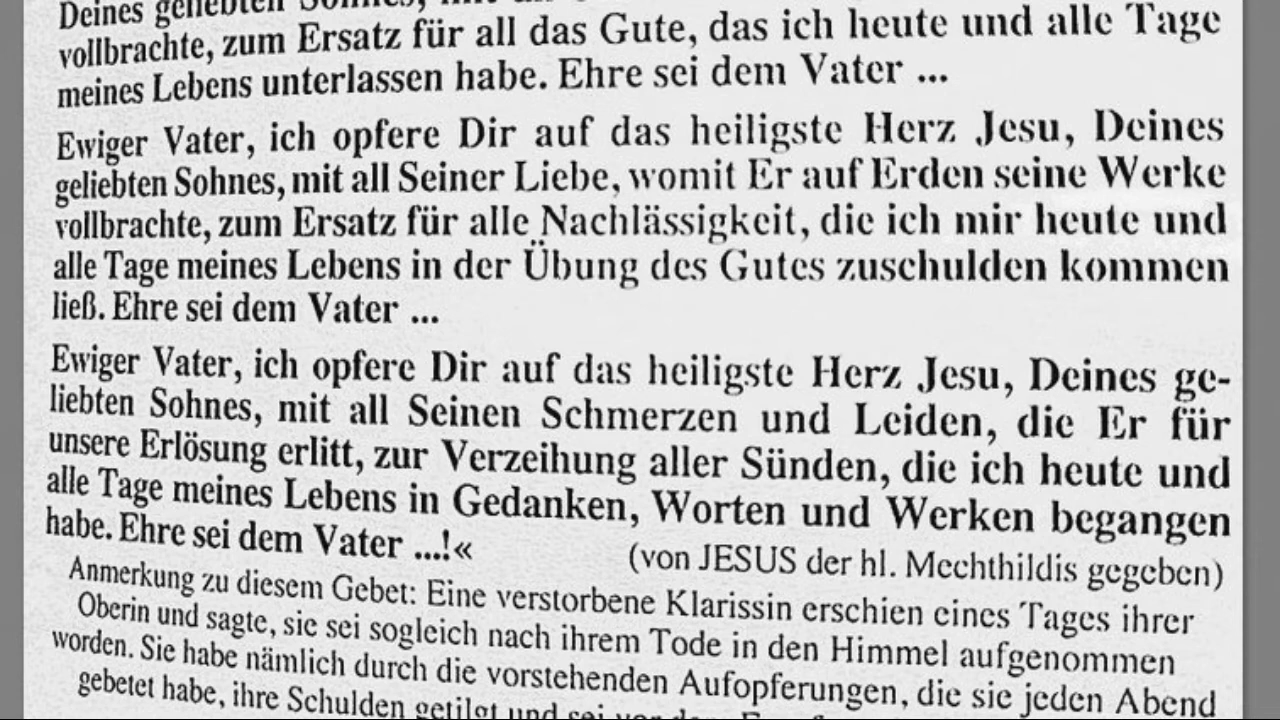 Deines geliebten Sohnes,
vollbrachte, zum Ersatz für all das Gute, das ich heute und alle Tage
meines Lebens unterlassen habe. Ehre sei dem Vater ...
Ewiger Vater, ich opfere Dir auf das heiligste Herz Jesu, Deines
geliebten Sohnes, mit all Seiner Liebe, womit Er auf Erden seine Werke
vollbrachte, zum Ersatz für alle Nachlässigkeit, die ich mir heute und
alle Tage meines Lebens in der Übung des Gutes zuschulden kommen
ließ. Ehre sei dem Vater ...
Ewiger Vater, ich opfere Dir auf das heiligste Herz Jesu, Deines ge-
liebten Sohnes, mit all Seinen Schmerzen und Leiden, die Er für
unsere Erlösung erlitt, zur Verzeihung aller Sünden, die ich heute und
alle Tage meines Lebens in Gedanken, Worten und Werken begangen
habe. Ehre sei dem Vater ...!« (von JESUS der hl. Mechthildis gegeben)
Anmerkung zu diesem Gebet: Eine verstorbene Klarissin erschien eines Tages ihrer
Oberin und sagte, sie sei sogleich nach ihrem Tode in den Himmel aufgenommen
worden. Sie habe nämlich durch die vorstehenden Aufopferungen, die sie jeden Abend
gebetet habe, ihre Schulden getilgt und sei